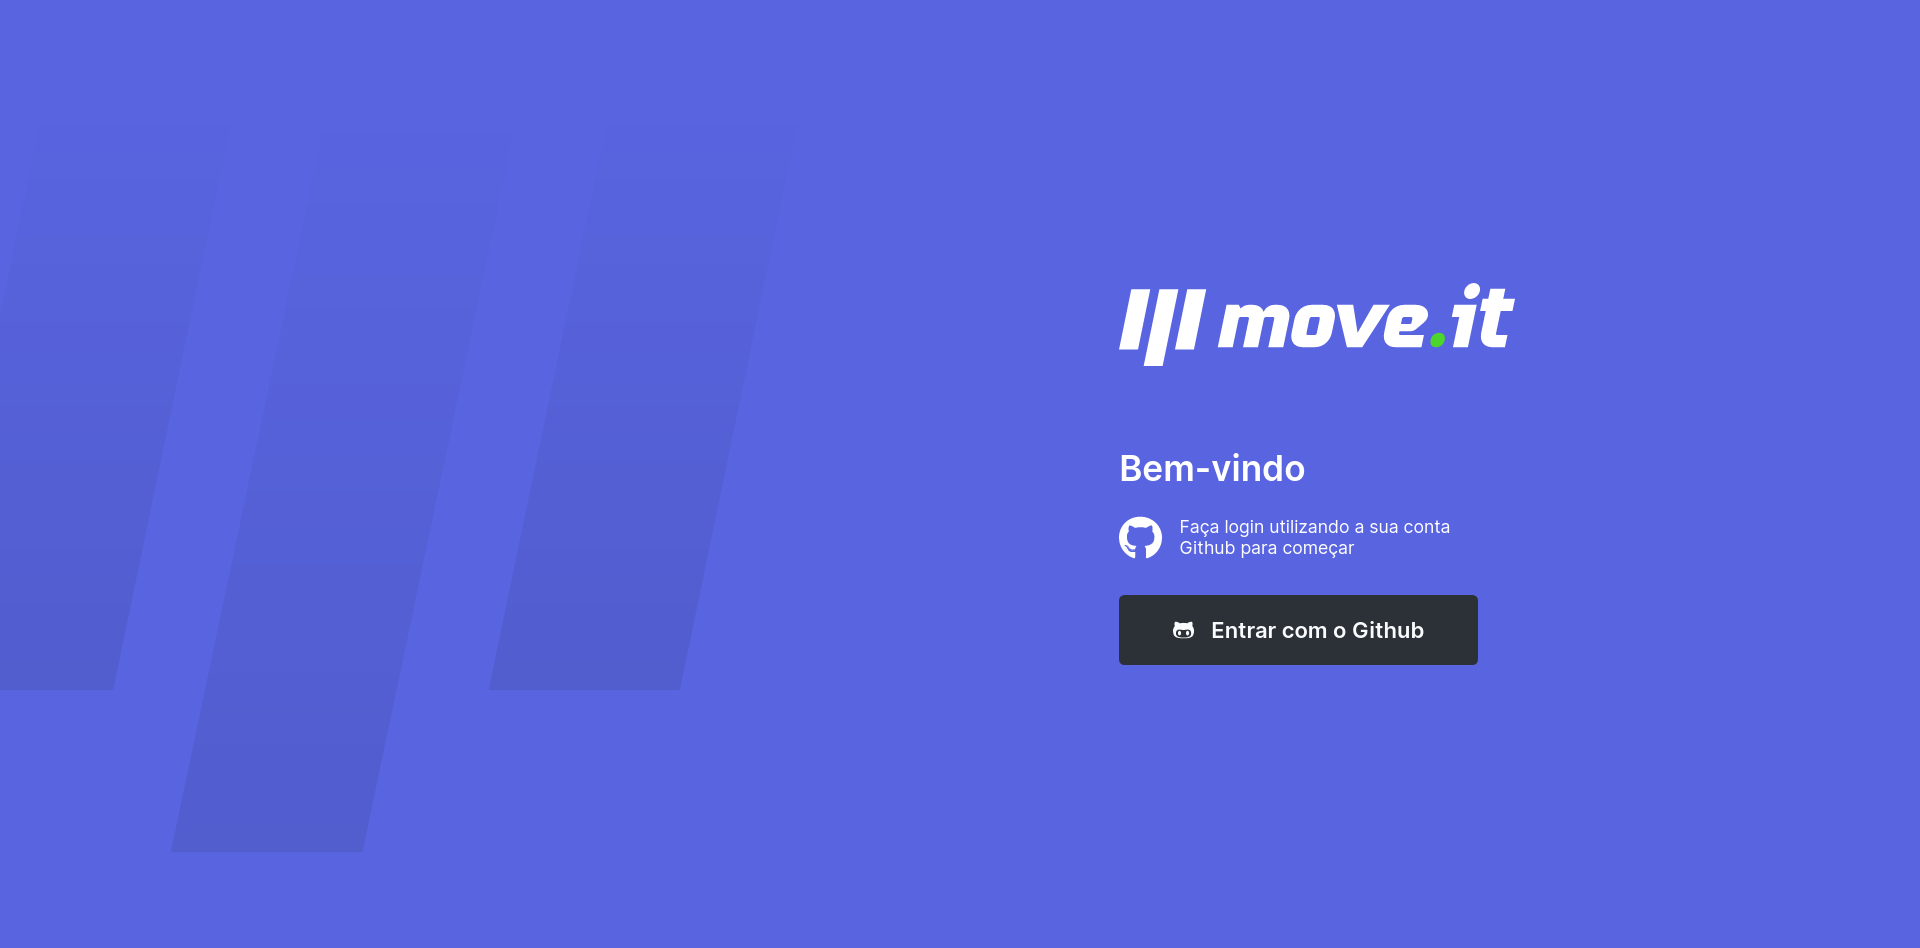 move.it
Bem-vindo
Faça login utilizando a sua conta
Github para começar
Entrar com o Github